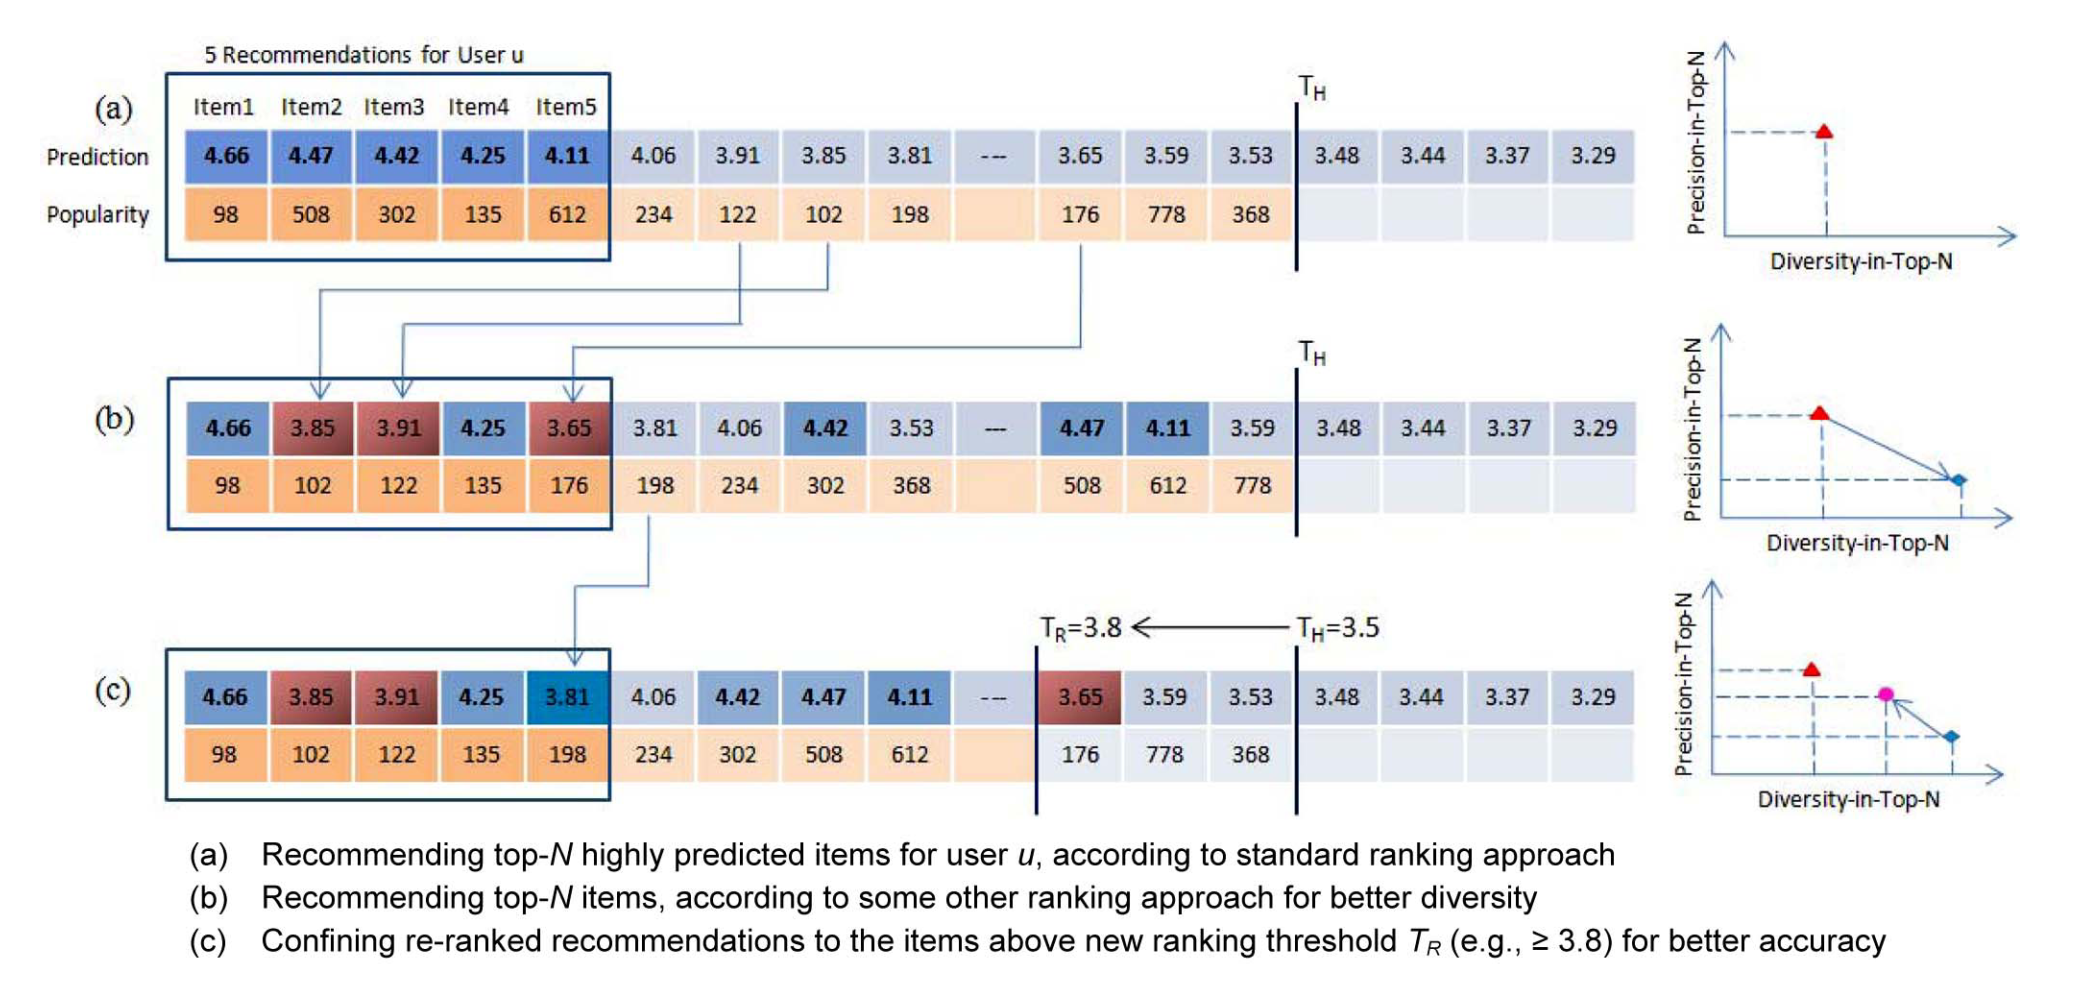 5 Recommendations for User u
(a) Item1 Item2 Item3 Item4 Item5 T_H
Prediction 4.66 4.47 4.42 4.25 4.11 4.06 3.91 3.85 3.81 --- 3.65 3.59 3.53 3.48 3.44 3.37 3.29
Popularity 98 508 302 135 612 234 122 102 198 176 778 368
Precision-in-Top-N
Diversity-in-Top-N
T_H
(b) 4.66 3.85 3.91 4.25 3.65 3.81 4.06 4.42 3.53 --- 4.47 4.11 3.59 3.48 3.44 3.37 3.29
98 102 122 135 176 198 234 302 368 508 612 778
Precision-in-Top-N
Diversity-in-Top-N
T_R=3.8 T_H=3.5
(c) 4.66 3.85 3.91 4.25 3.81 4.06 4.42 4.47 4.11 --- 3.65 3.59 3.53 3.48 3.44 3.37 3.29
98 102 122 135 198 234 302 508 612 176 778 368
Precision-in-Top-N
Diversity-in-Top-N
(a) Recommending top-N highly predicted items for user u, according to standard ranking approach
(b) Recommending top-N items, according to some other ranking approach for better diversity
(c) Confining re-ranked recommendations to the items above new ranking threshold T_R (e.g., ≥ 3.8) for better accuracy